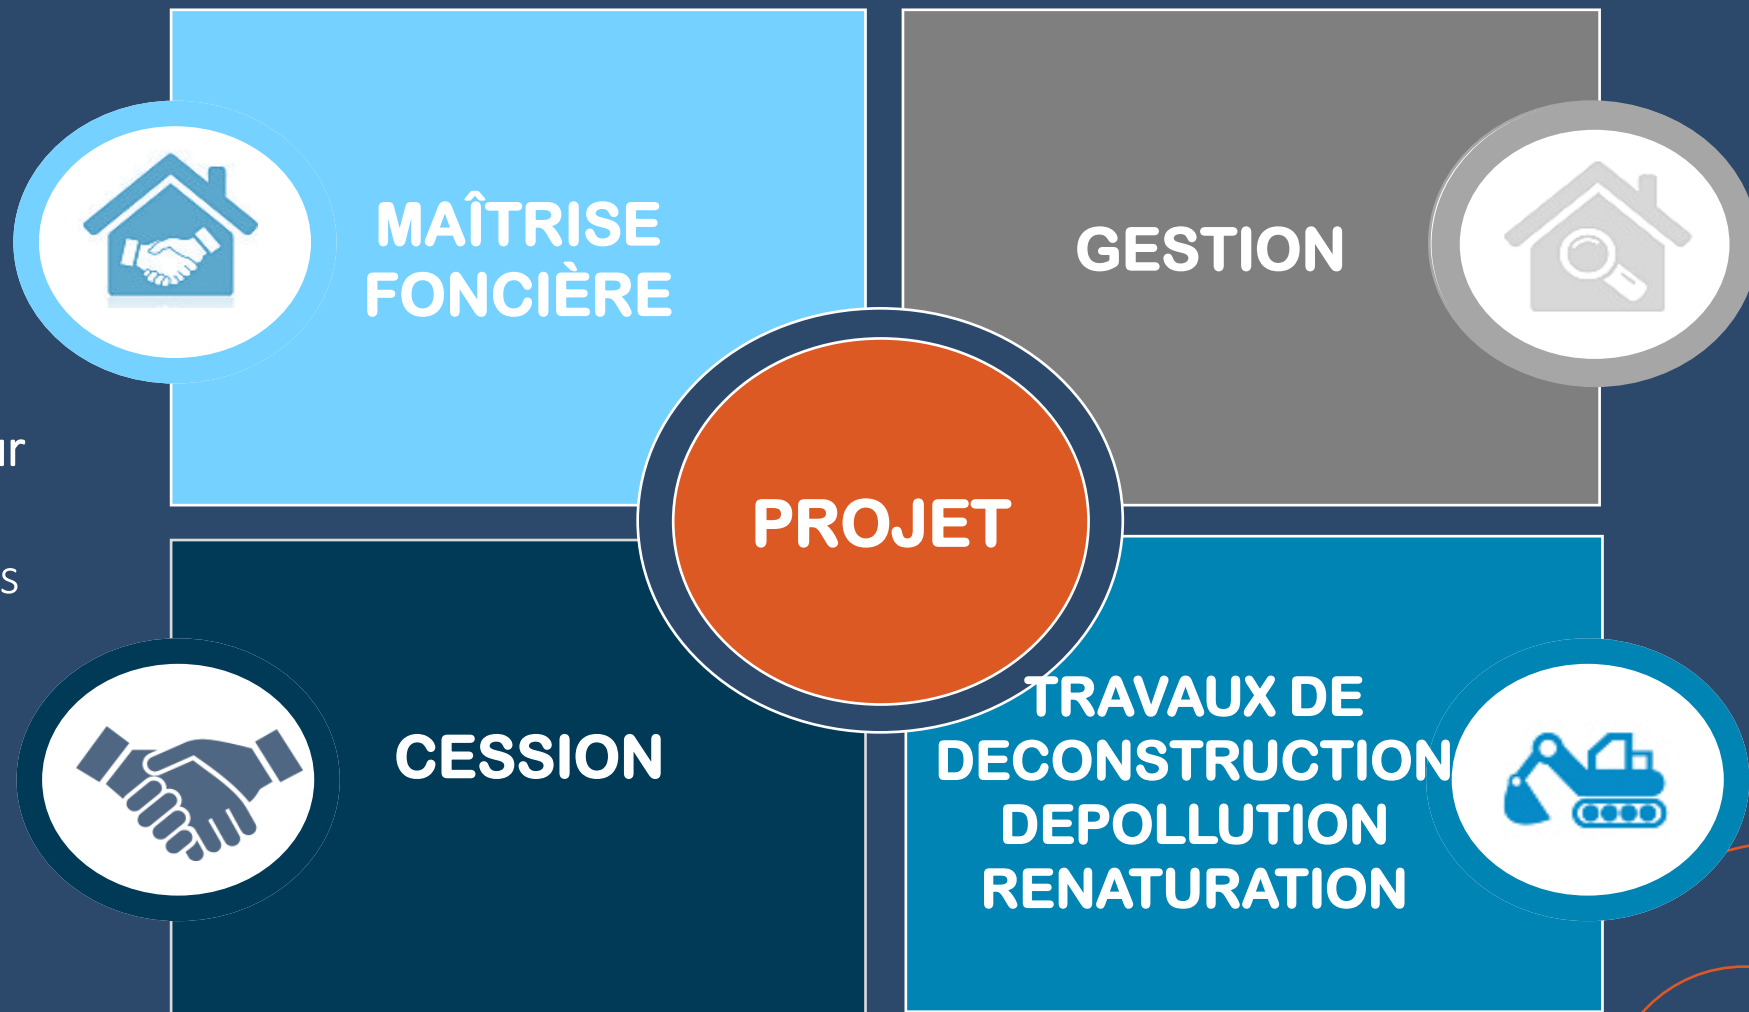 MAÎTRISE
FONCIÈRE
GESTION
PROJET
CESSION
TRAVAUX DE
DECONSTRUCTION
DEPOLLUTION
RENATURATION